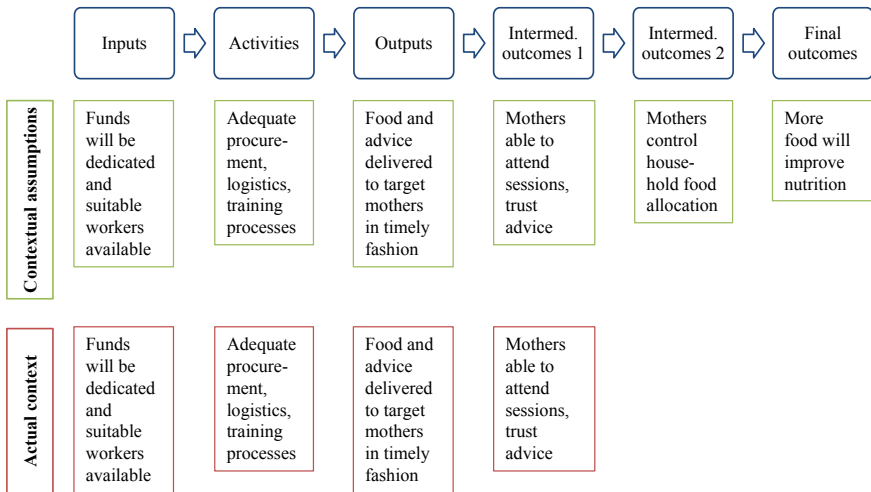 Inputs
Activities
Outputs
Intermed.
outcomes 1
Intermed.
outcomes 2
Final
outcomes
Contextual assumptions
Funds
will be
dedicated
and
suitable
workers
available
Adequate
procure-
ment,
logistics,
training
processes
Food and
advice
delivered
to target
mothers
in timely
fashion
Mothers
able to
attend
sessions,
trust
advice
Mothers
control
house-
hold food
allocation
More
food will
improve
nutrition
Actual context
Funds
will be
dedicated
and
suitable
workers
available
Adequate
procure-
ment,
logistics,
training
processes
Food and
advice
delivered
to target
mothers
in timely
fashion
Mothers
able to
attend
sessions,
trust
advice